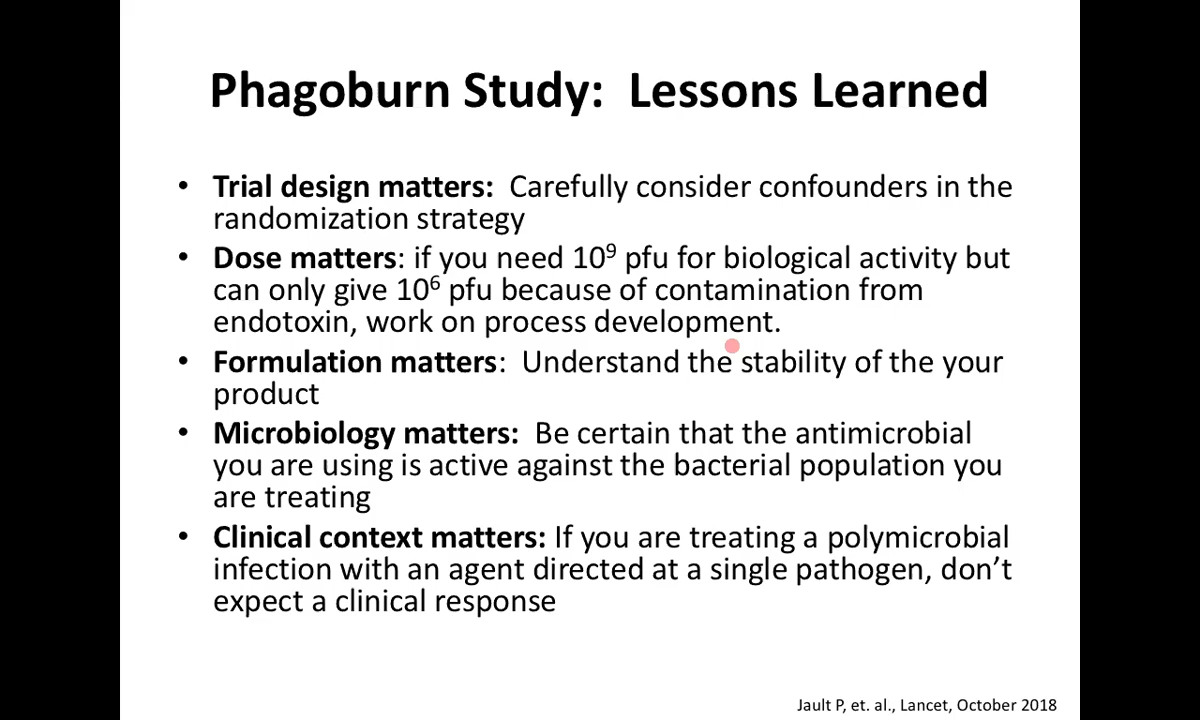 Phagoburn Study:  Lessons Learned
• Trial design matters:  Carefully consider confounders in the
randomization strategy
• Dose matters: if you need 10⁹ pfu for biological activity but
can only give 10⁶ pfu because of contamination from
endotoxin, work on process development.
• Formulation matters:  Understand the stability of the your
product
• Microbiology matters:  Be certain that the antimicrobial
you are using is active against the bacterial population you
are treating
• Clinical context matters: If you are treating a polymicrobial
infection with an agent directed at a single pathogen, don’t
expect a clinical response
Jault P, et. al., Lancet, October 2018